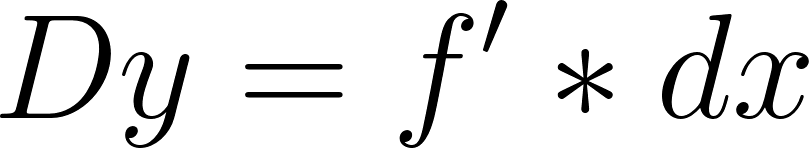 Dy = f′ ∗ dx